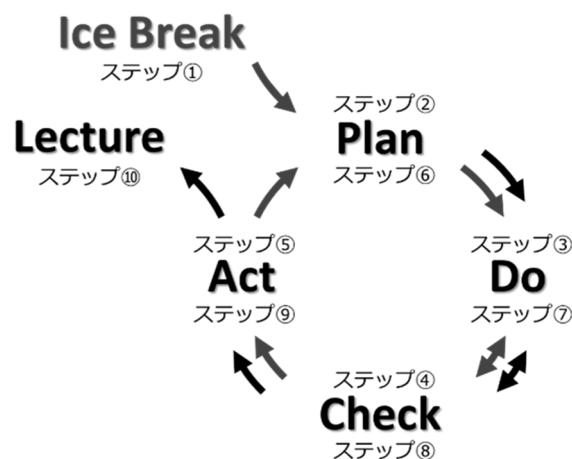 Ice Break
ステップ①
ステップ②
Plan
ステップ⑥
Lecture
ステップ⑩
ステップ③
Do
ステップ⑦
ステップ⑤
Act
ステップ⑨
ステップ④
Check
ステップ⑧